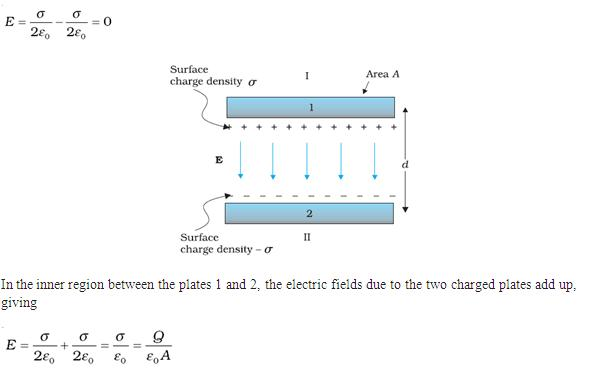 E = σ/2ε₀ − σ/2ε₀ = 0
Surface
charge density σ
I
Area A
1
+ + + + + + + + + + + +
E
d
− − − − − − − − − − −
2
Surface
charge density – σ
II
In the inner region between the plates 1 and 2, the electric fields due to the two charged plates add up,
giving
E = σ/2ε₀ + σ/2ε₀ = σ/ε₀ = Q/ε₀A